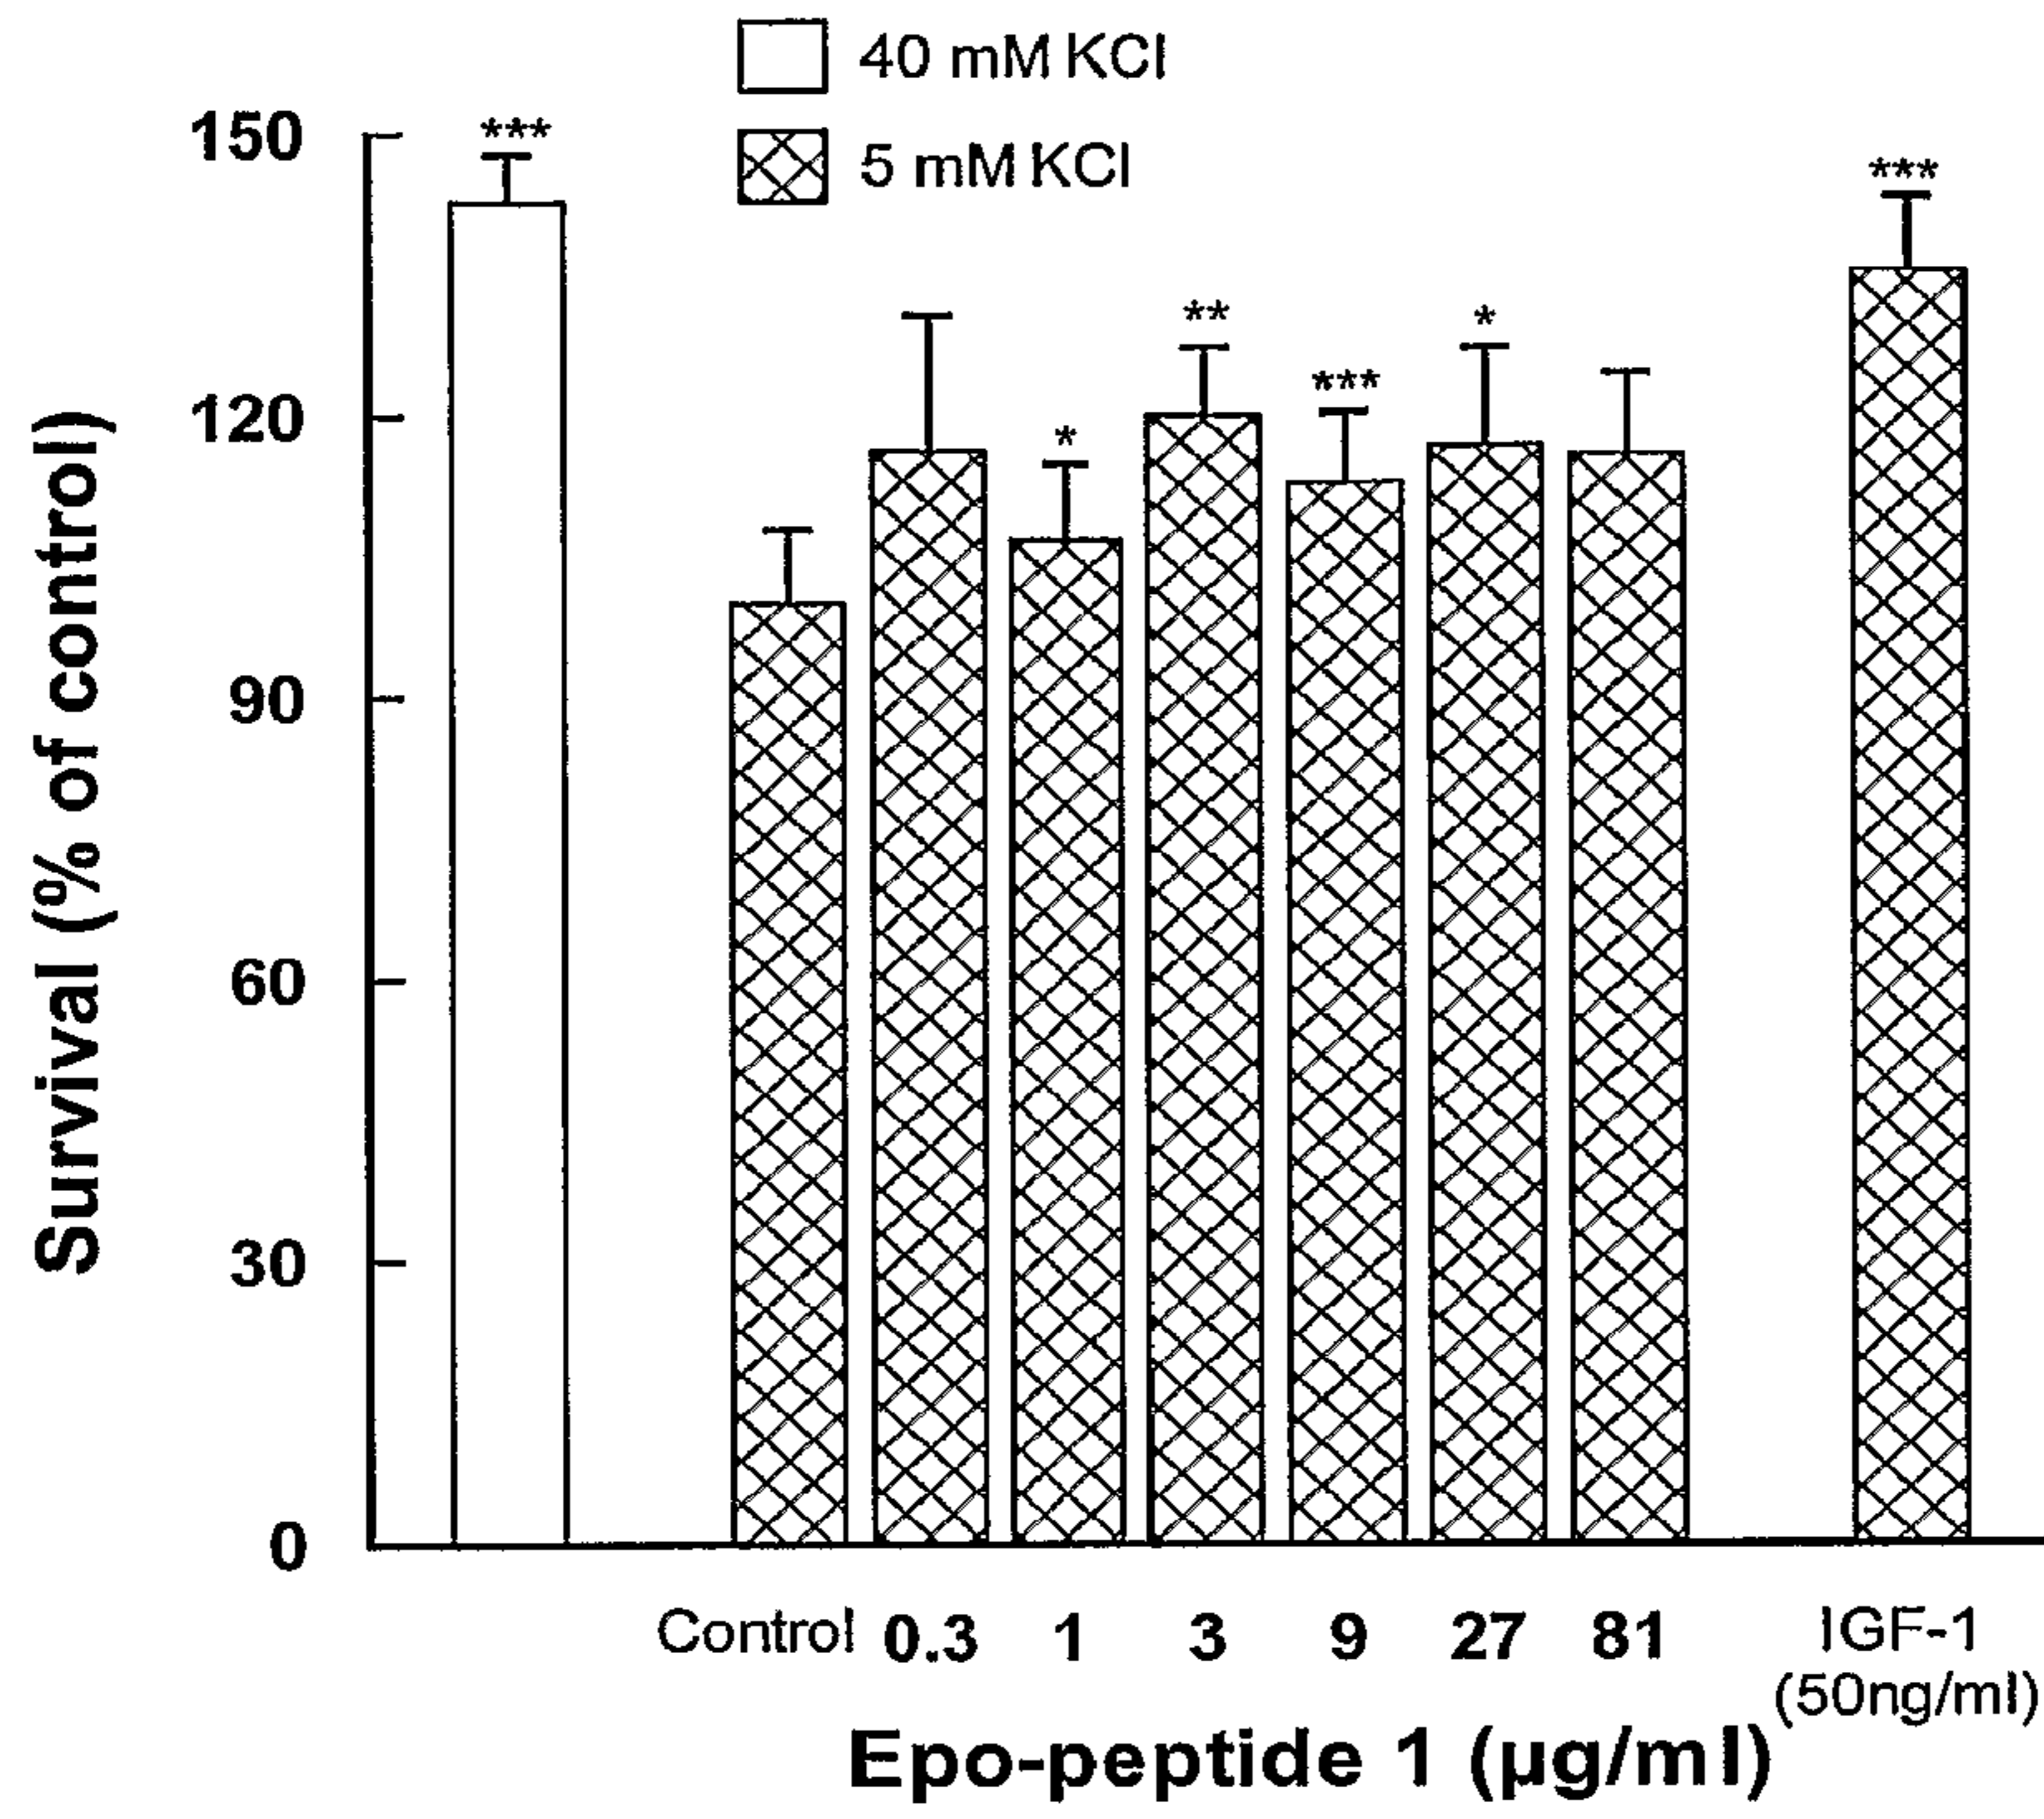 40 mM KCl
5 mM KCl
150
120
90
60
30
0
Survival (% of control)
***
*
**
***
*
***
Control 0.3 1 3 9 27 81 IGF-1
(50ng/ml)
Epo-peptide 1 (µg/ml)